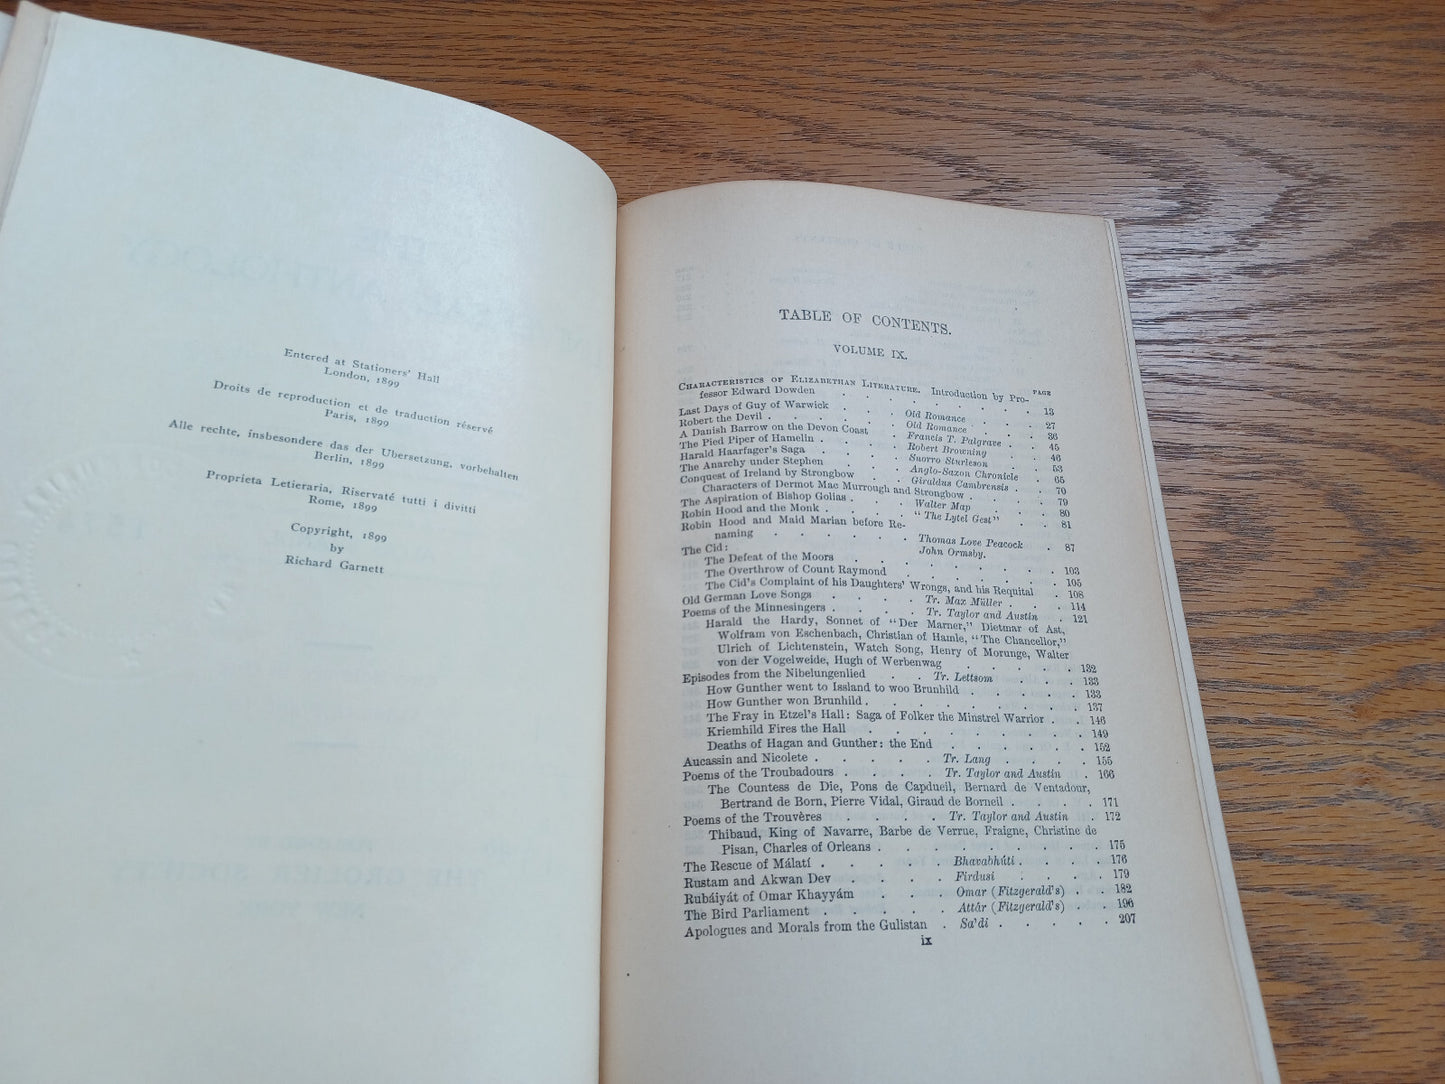 Entered at Stationers' Hall
London, 1899
Droits de reproduction et de traduction réservé
Paris, 1899
Alle rechte, insbesondere das der Ubersetzung, vorbehalten
Berlin, 1899
Proprieta Letieraria, Riservaté tutti i divitti
Rome, 1899
Copyright, 1899
by
Richard Garnett
TABLE OF CONTENTS.
VOLUME IX.
PAGE
CHARACTERISTICS OF ELIZABETHAN LITERATURE. Introduction by Pro-
fessor Edward Dowden . . . . . . . 13
Last Days of Guy of Warwick . . Old Romance . . . 27
Robert the Devil . . . . Old Romance . . . 36
A Danish Barrow on the Devon Coast . Francis T. Palgrave . . 45
The Pied Piper of Hamelin . . . Robert Browning . . 46
Harald Haarfager's Saga . . . Snorro Sturleson . . 53
The Anarchy under Stephen . . . Anglo-Saxon Chronicle . 65
Conquest of Ireland by Strongbow . . Giraldus Cambrensis . . 70
Characters of Dermot Mac Murrough and Strongbow . . . . 79
The Aspiration of Bishop Golias . . . Walter Map . . . 80
Robin Hood and the Monk . . . . "The Lytel Gest" . . 81
Robin Hood and Maid Marian before Re-
naming . . . . . . Thomas Love Peacock . 87
The Cid: John Ormsby.
The Defeat of the Moors . . . . . . . . 103
The Overthrow of Count Raymond . . . . . . 105
The Cid's Complaint of his Daughters' Wrongs, and his Requital . 108
Old German Love Songs . . . . Tr. Max Müller . . . 114
Poems of the Minnesingers . . . . Tr. Taylor and Austin . 121
Harald the Hardy, Sonnet of "Der Marner," Dietmar of Ast,
Wolfram von Eschenbach, Christian of Hamle, "The Chancellor,"
Ulrich of Lichtenstein, Watch Song, Henry of Morunge, Walter
von der Vogelweide, Hugh of Werbenwag . . . . . 132
Episodes from the Nibelungenlied . . Tr. Lettsom . . . 133
How Gunther went to Issland to woo Brunhild . . . . . 133
How Gunther won Brunhild . . . . . . . . 137
The Fray in Etzel's Hall: Saga of Folker the Minstrel Warrior . . 146
Kriemhild Fires the Hall . . . . . . . . . 149
Deaths of Hagan and Gunther: the End . . . . . . 152
Aucassin and Nicolete . . . . . Tr. Lang . . . . 155
Poems of the Troubadours . . . . Tr. Taylor and Austin . 166
The Countess de Die, Pons de Capdueil, Bernard de Ventadour,
Bertrand de Born, Pierre Vidal, Giraud de Borneil . . . . 171
Poems of the Trouvères . . . . Tr. Taylor and Austin . 172
Thibaud, King of Navarre, Barbe de Verrue, Fraigne, Christine de
Pisan, Charles of Orleans . . . . . . . . 175
The Rescue of Málatí . . . . . Bhavabhúti . . . 176
Rustam and Akwan Dev . . . . Firdusi . . . 179
Rubáiyát of Omar Khayyám . . . Omar (Fitzgerald's) . . 182
The Bird Parliament . . . . . Attár (Fitzgerald's) . . 196
Apologues and Morals from the Gulistan . Sa'di . . . . . 207
ix